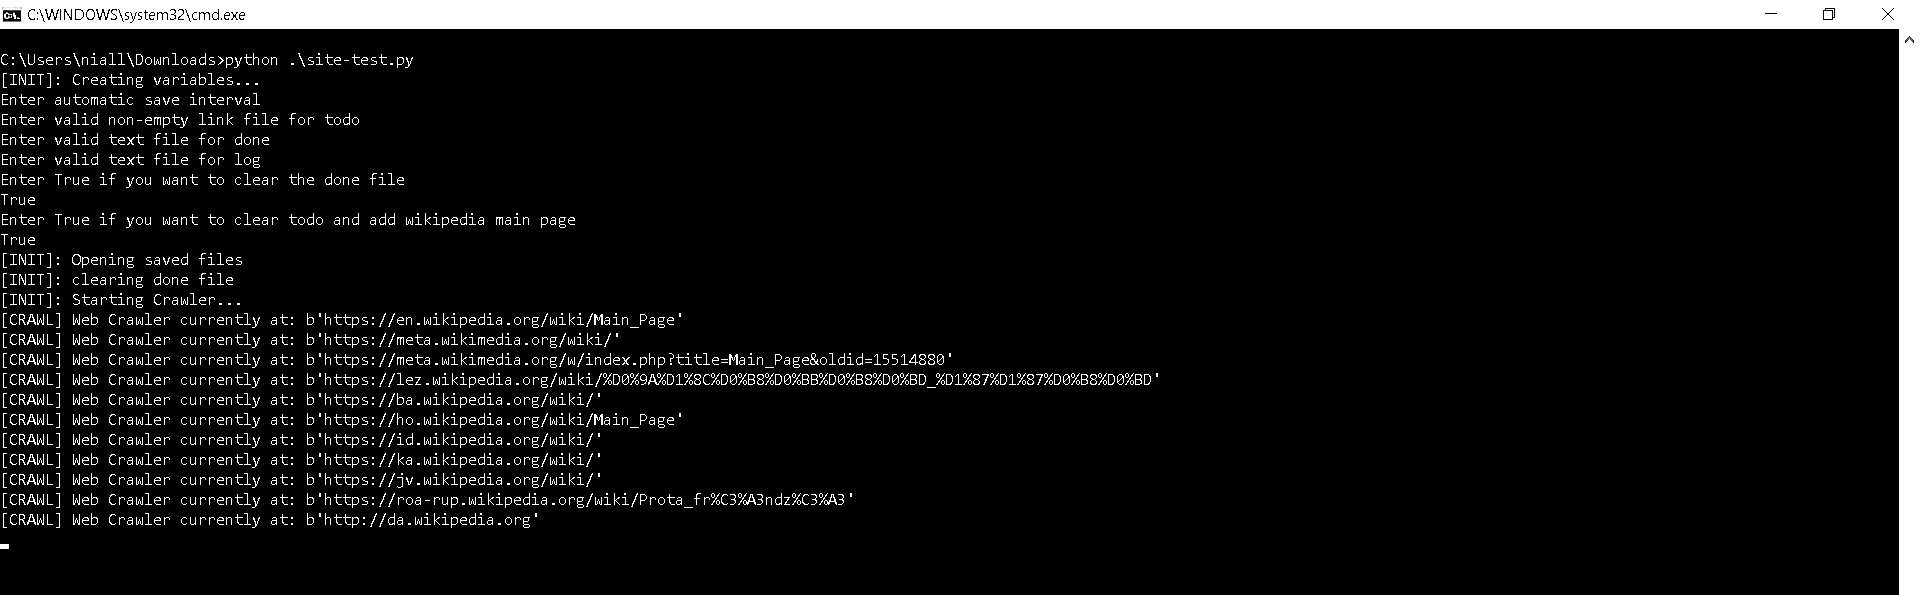 C:\WINDOWS\system32\cmd.exe
C:\Users\niall\Downloads>python .\site-test.py
[INIT]: Creating variables...
Enter automatic save interval
Enter valid non-empty link file for todo
Enter valid text file for done
Enter valid text file for log
Enter True if you want to clear the done file
True
Enter True if you want to clear todo and add wikipedia main page
True
[INIT]: Opening saved files
[INIT]: clearing done file
[INIT]: Starting Crawler...
[CRAWL] Web Crawler currently at: b'https://en.wikipedia.org/wiki/Main_Page'
[CRAWL] Web Crawler currently at: b'https://meta.wikimedia.org/wiki/'
[CRAWL] Web Crawler currently at: b'https://meta.wikimedia.org/w/index.php?title=Main_Page&oldid=15514880'
[CRAWL] Web Crawler currently at: b'https://lez.wikipedia.org/wiki/%D0%9A%D1%8C%D0%B8%D0%BB%D0%B8%D0%BD_%D1%87%D1%87%D0%B8%D0%BD'
[CRAWL] Web Crawler currently at: b'https://ba.wikipedia.org/wiki/'
[CRAWL] Web Crawler currently at: b'https://ho.wikipedia.org/wiki/Main_Page'
[CRAWL] Web Crawler currently at: b'https://id.wikipedia.org/wiki/'
[CRAWL] Web Crawler currently at: b'https://ka.wikipedia.org/wiki/'
[CRAWL] Web Crawler currently at: b'https://jv.wikipedia.org/wiki/'
[CRAWL] Web Crawler currently at: b'https://roa-rup.wikipedia.org/wiki/Prota_fr%C3%A3ndz%C3%A3'
[CRAWL] Web Crawler currently at: b'http://da.wikipedia.org'